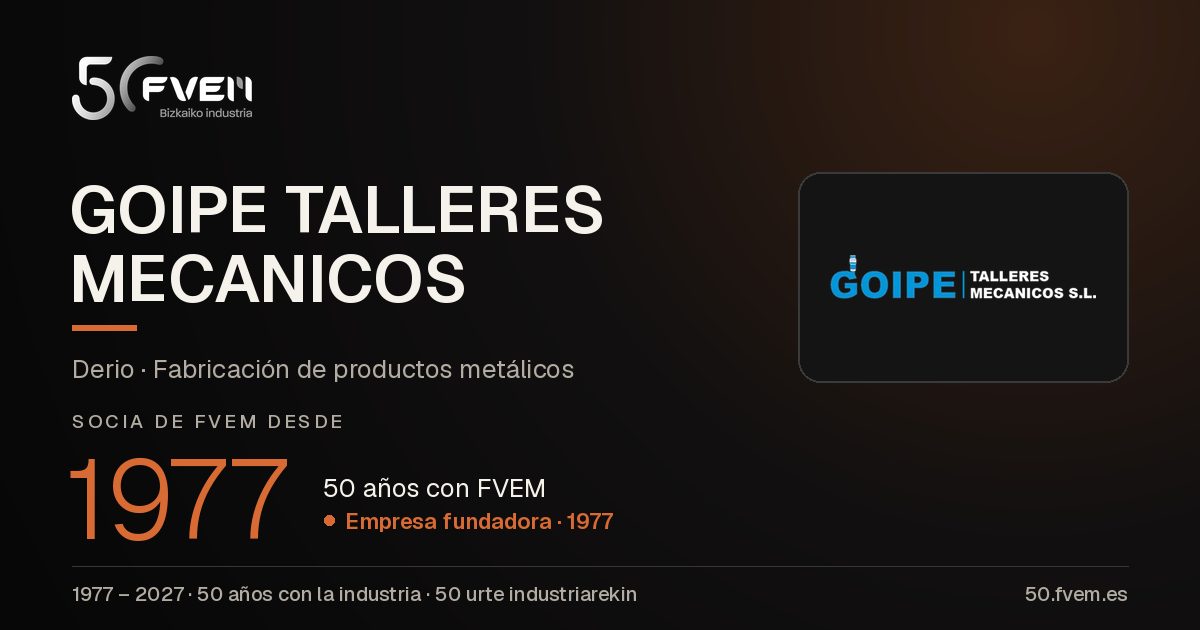 50 FVEM
Bizkaiko industria
GOIPE TALLERES
MECANICOS
GOIPE TALLERES
MECANICOS S.L.
Derio · Fabricación de productos metálicos
SOCIA DE FVEM DESDE
1977
50 años con FVEM
Empresa fundadora · 1977
1977 – 2027 · 50 años con la industria · 50 urte industriarekin
50.fvem.es